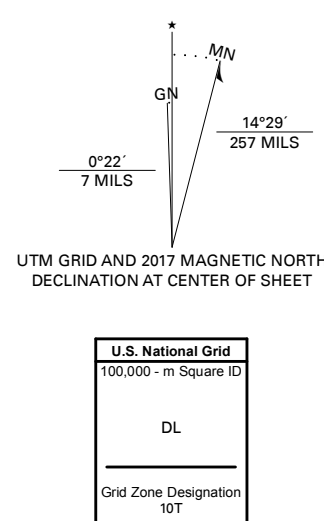 ★
MN
GN
0°22´
7 MILS
14°29´
257 MILS
UTM GRID AND 2017 MAGNETIC NORTH
DECLINATION AT CENTER OF SHEET
U.S. National Grid
100,000 - m Square ID
DL
Grid Zone Designation
10T